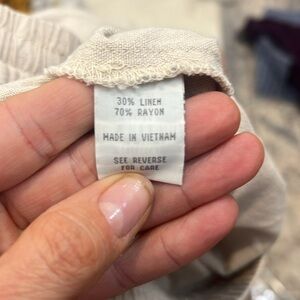 30% LINEN
70% RAYON
MADE IN VIETNAM
SEE REVERSE
FOR CARE